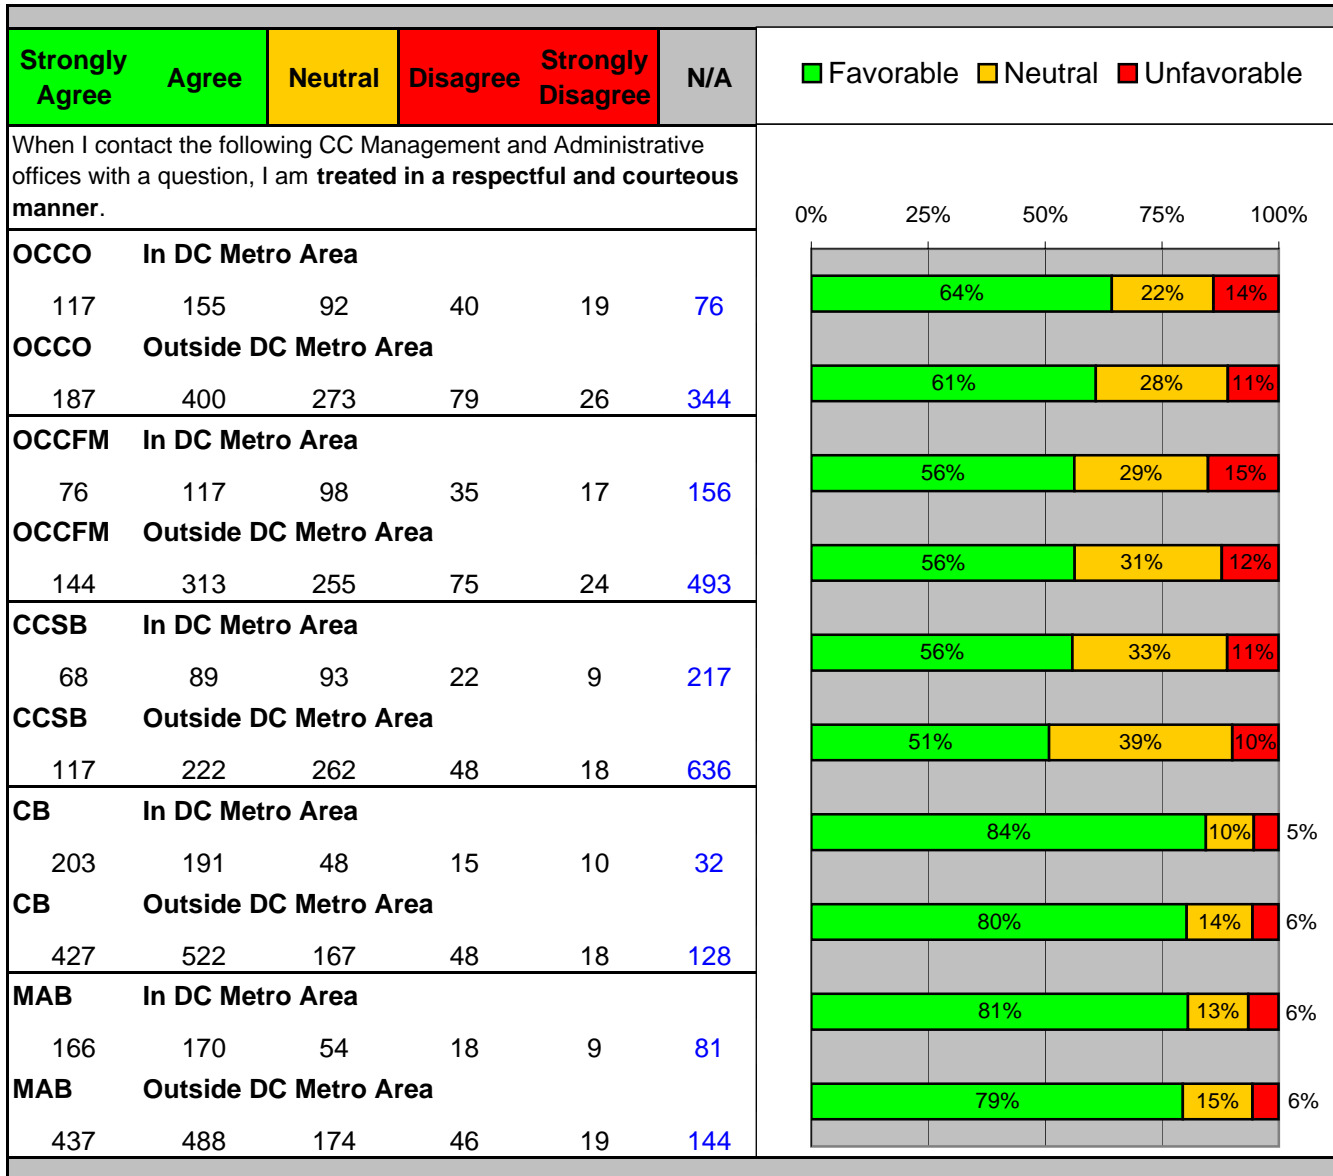 Strongly Agree Agree Neutral Disagree Strongly Disagree N/A
Favorable Neutral Unfavorable
When I contact the following CC Management and Administrative
offices with a question, I am treated in a respectful and courteous
manner.
0% 25% 50% 75% 100%
OCCO In DC Metro Area
117 155 92 40 19 76
64% 22% 14%
OCCO Outside DC Metro Area
187 400 273 79 26 344
61% 28% 11%
OCCFM In DC Metro Area
76 117 98 35 17 156
56% 29% 15%
OCCFM Outside DC Metro Area
144 313 255 75 24 493
56% 31% 12%
CCSB In DC Metro Area
68 89 93 22 9 217
56% 33% 11%
CCSB Outside DC Metro Area
117 222 262 48 18 636
51% 39% 10%
CB In DC Metro Area
203 191 48 15 10 32
84% 10% 5%
CB Outside DC Metro Area
427 522 167 48 18 128
80% 14% 6%
MAB In DC Metro Area
166 170 54 18 9 81
81% 13% 6%
MAB Outside DC Metro Area
437 488 174 46 19 144
79% 15% 6%